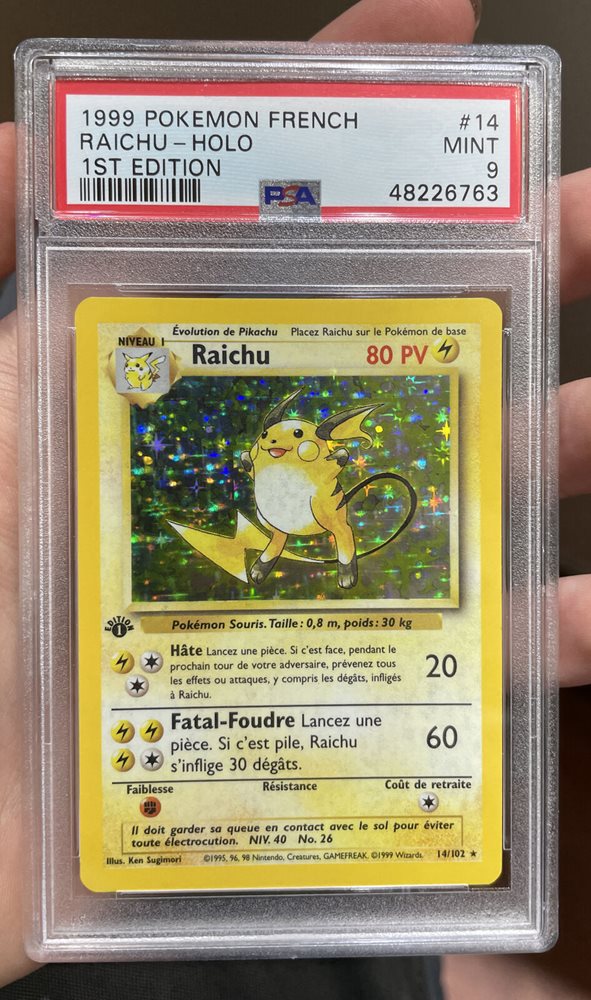 1999 POKEMON FRENCH #14
RAICHU - HOLO MINT
1ST EDITION 9
PSA 48226763
Évolution de Pikachu Placez Raichu sur le Pokémon de base
NIVEAU 1
Raichu 80 PV
EDITION 1
Pokémon Souris. Taille: 0,8 m, poids: 30 kg
Hâte Lancez une pièce. Si c'est face, pendant le
prochain tour de votre adversaire, prévenez tous
les effets ou attaques, y compris les dégâts, infligés
à Raichu.
20
Fatal-Foudre Lancez une
pièce. Si c'est pile, Raichu
s'inflige 30 dégâts.
60
Faiblesse Résistance Coût de retraite
Il doit garder sa queue en contact avec le sol pour éviter
toute électrocution. NIV. 40 No. 26
Illus. Ken Sugimori ©1995, 96, 98 Nintendo, Creatures, GAMEFREAK. ©1999 Wizards. 14/102 ★